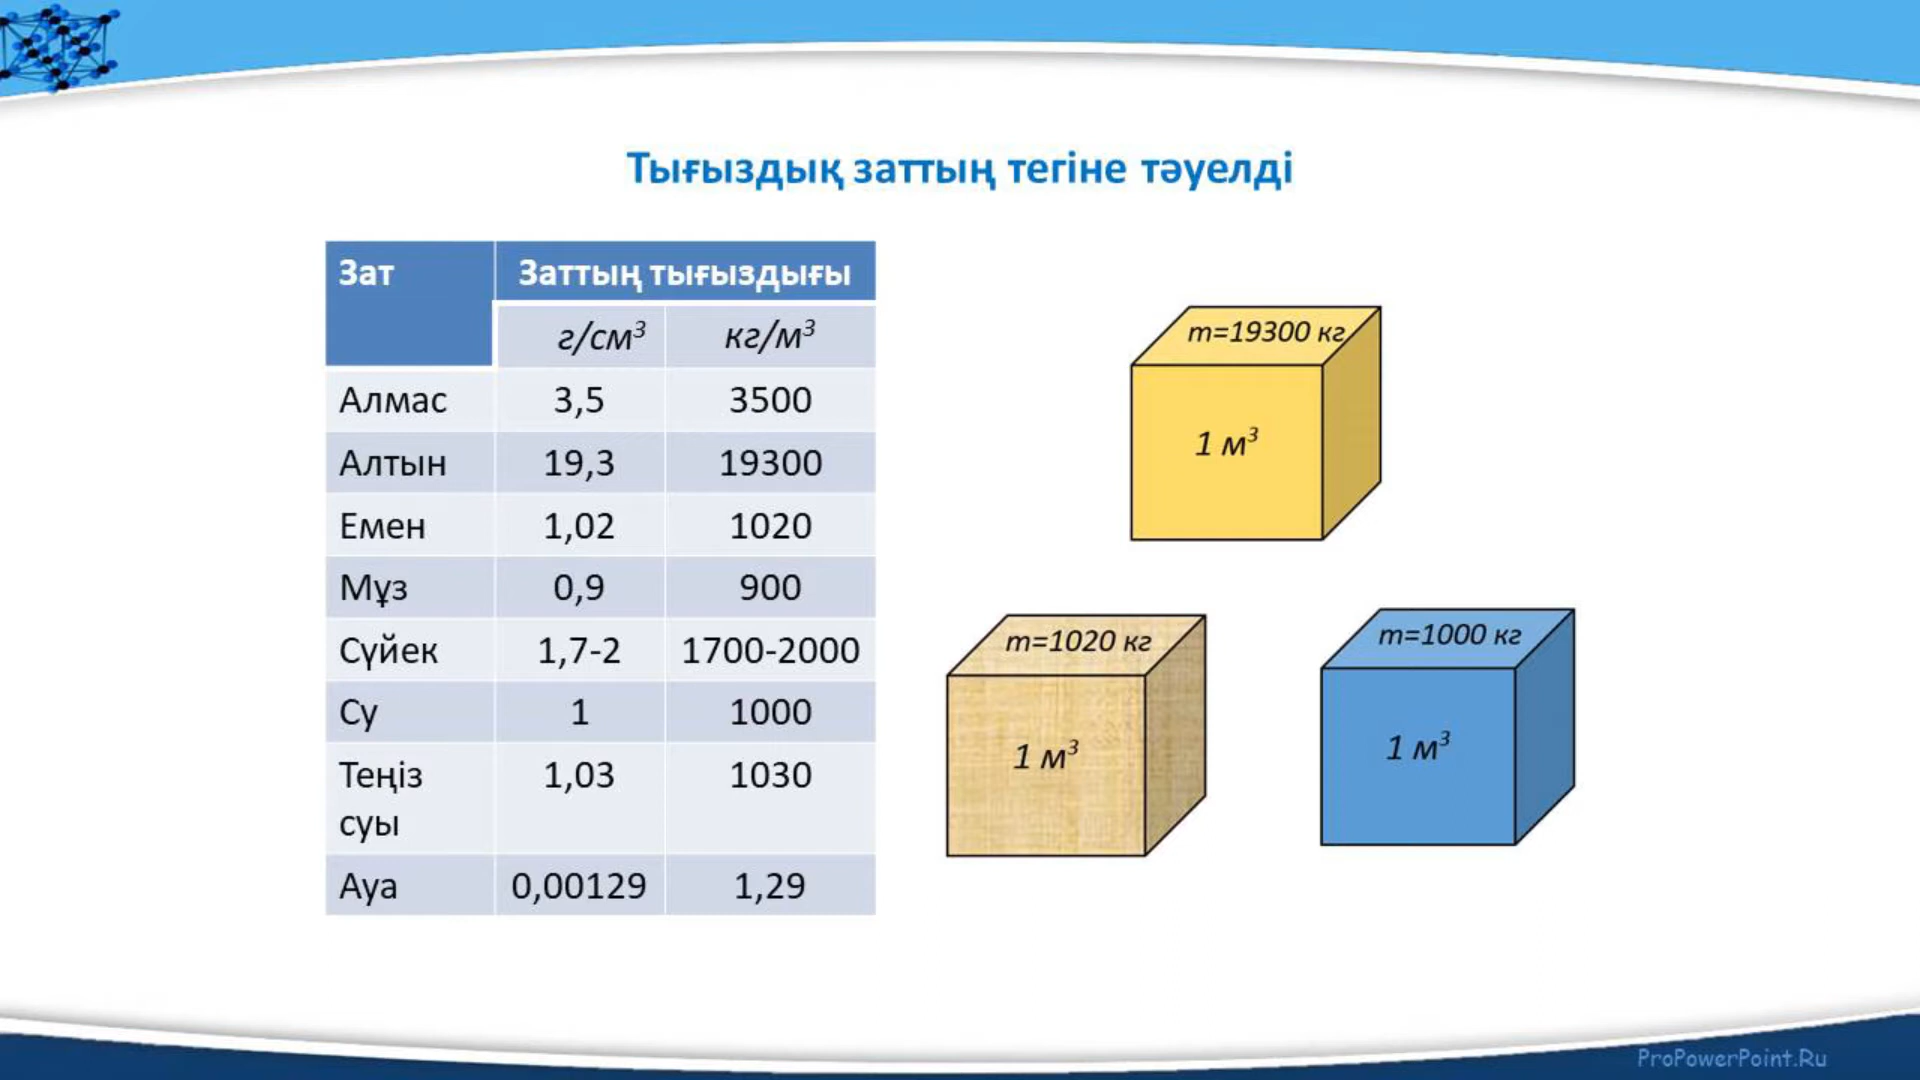 Тығыздық заттың тегіне тәуелді
Зат Заттың тығыздығы
г/см³ кг/м³
Алмас 3,5 3500
Алтын 19,3 19300
Емен 1,02 1020
Мұз 0,9 900
Сүйек 1,7-2 1700-2000
Су 1 1000
Теңіз 1,03 1030
суы
Ауа 0,00129 1,29
m=19300 кг
1 м³
m=1020 кг
1 м³
m=1000 кг
1 м³
ProPowerPoint.Ru